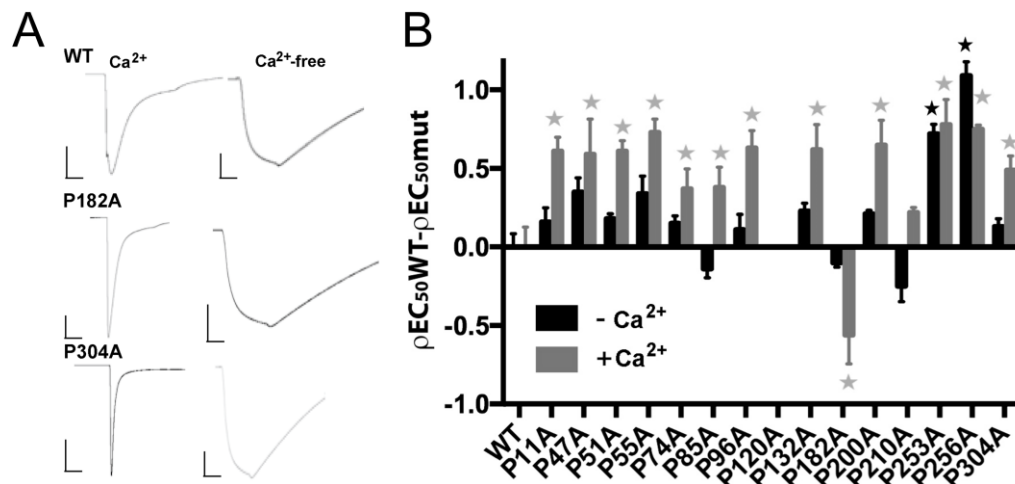 A
WT
Ca²⁺
Ca²⁺-free
P182A
P304A
B
ρEC₅₀WT-ρEC₅₀mut
1.0
0.5
0.0
-0.5
-1.0
- Ca²⁺
+Ca²⁺
WT
P11A
P47A
P51A
P55A
P74A
P85A
P96A
P120A
P132A
P182A
P200A
P210A
P253A
P256A
P304A